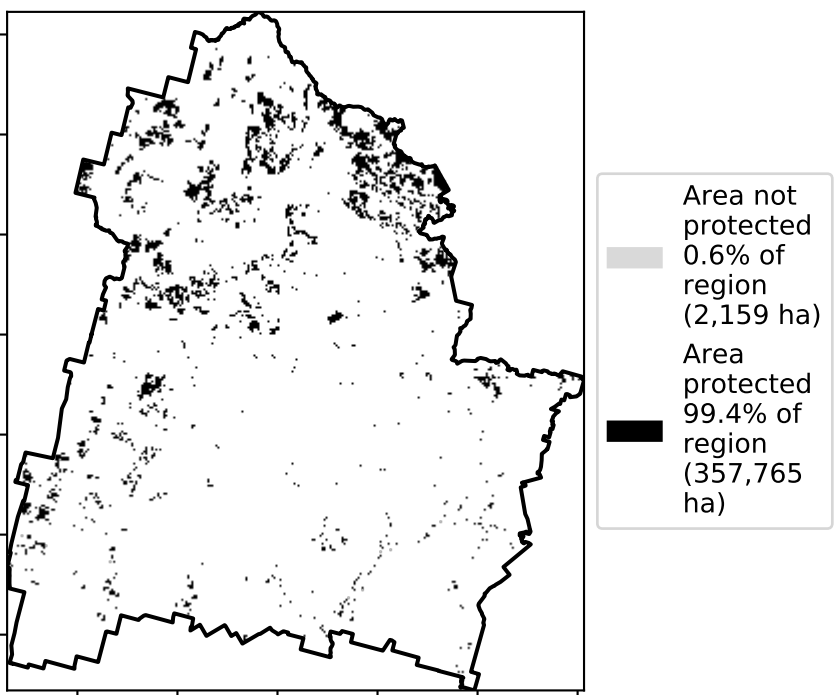 Area not
protected
0.6% of
region
(2,159 ha)
Area
protected
99.4% of
region
(357,765
ha)